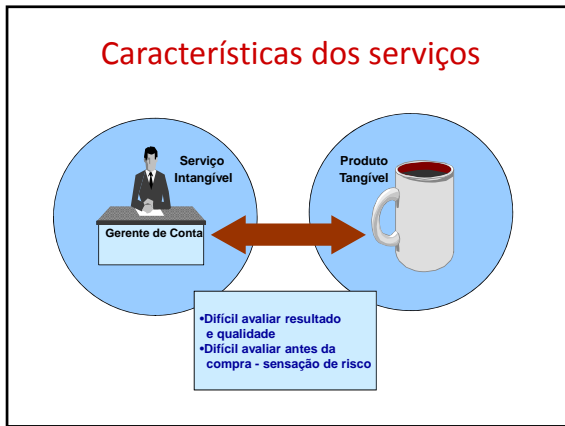 Características dos serviços
Serviço
Intangível
Produto
Tangível
Gerente de Conta
•Difícil avaliar resultado
e qualidade
•Difícil avaliar antes da
compra - sensação de risco